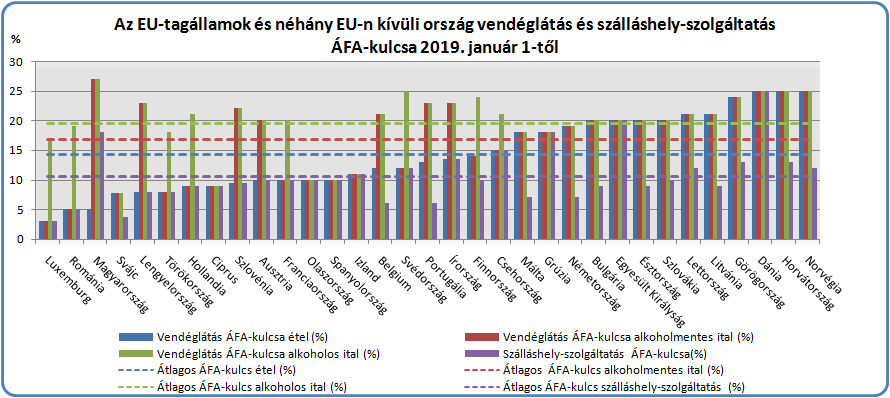 Az EU-tagállamok és néhány EU-n kívüli ország vendéglátás és szálláshely-szolgáltatás
ÁFA-kulcsa 2019. január 1-től
%
30
25
20
15
10
5
0
Luxemburg
Románia
Magyarország
Svájc
Lengyelország
Törökország
Hollandia
Ciprus
Szlovénia
Ausztria
Franciaország
Olaszország
Spanyolország
Izland
Belgium
Svédország
Portugália
Írország
Finnország
Csehország
Málta
Grúzia
Németország
Bulgária
Egyesült Királyság
Észtország
Szlovákia
Lettország
Litvánia
Görögország
Dánia
Horvátország
Norvégia
Vendéglátás ÁFA-kulcsa étel (%)
Vendéglátás ÁFA-kulcsa alkoholmentes ital (%)
Vendéglátás ÁFA-kulcsa alkoholos ital (%)
Szálláshely-szolgáltatás ÁFA-kulcsa(%)
Átlagos ÁFA-kulcs étel (%)
Átlagos ÁFA-kulcs alkoholmentes ital (%)
Átlagos ÁFA-kulcs alkoholos ital (%)
Átlagos ÁFA-kulcs szálláshely-szolgáltatás (%)